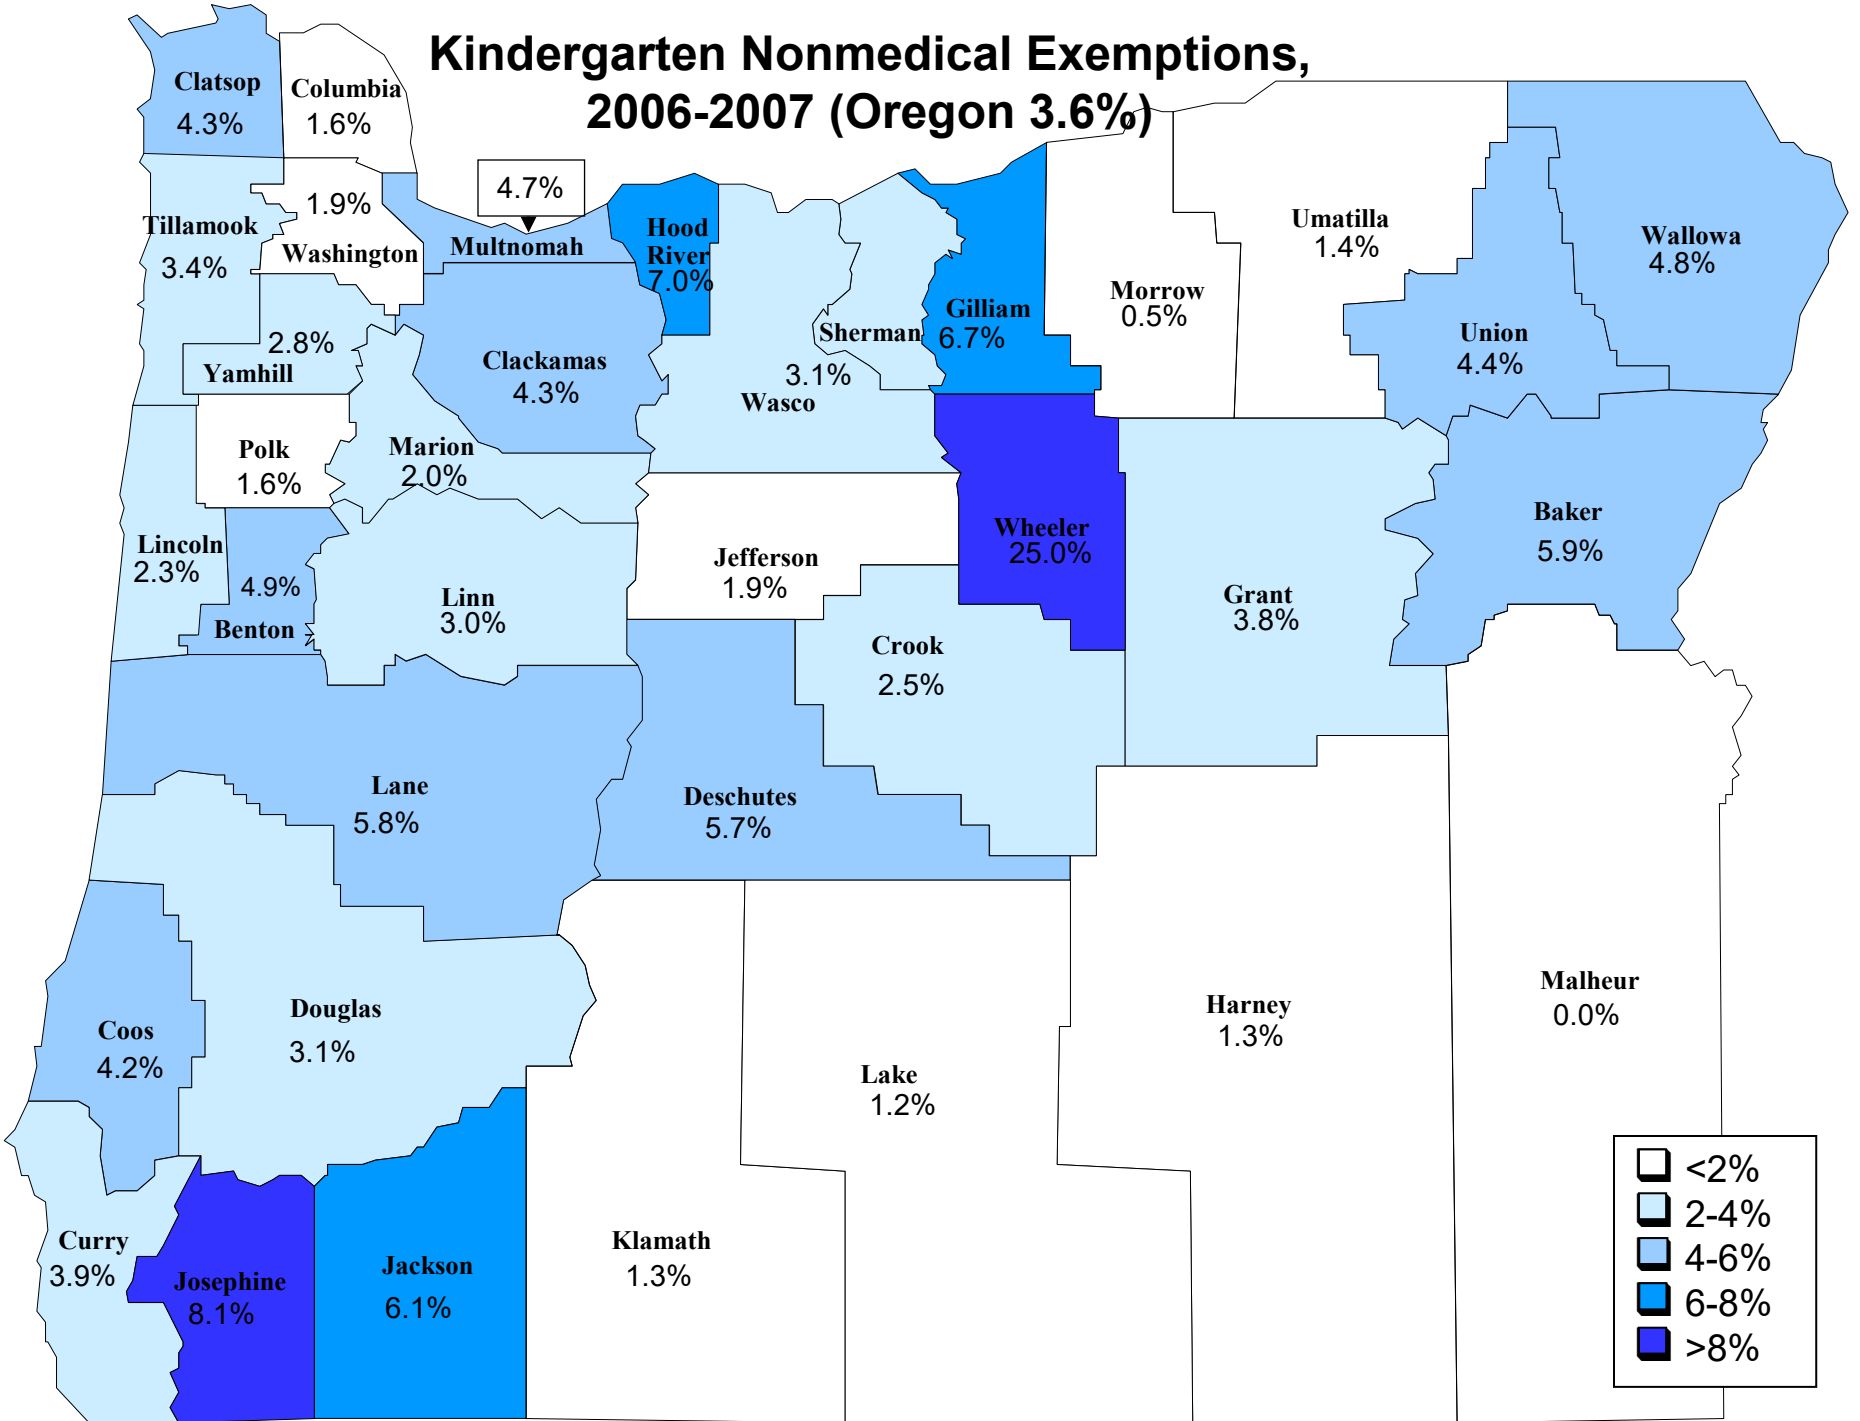 Kindergarten Nonmedical Exemptions,
2006-2007 (Oregon 3.6%)
Clatsop
4.3%
Columbia
1.6%
Tillamook
3.4%
1.9%
Washington
4.7%
Multnomah
Hood
River
7.0%
Sherman
3.1%
Wasco
Gilliam
6.7%
Morrow
0.5%
Umatilla
1.4%
Wallowa
4.8%
Union
4.4%
2.8%
Yamhill
Clackamas
4.3%
Polk
1.6%
Marion
2.0%
Lincoln
2.3%
4.9%
Benton
Linn
3.0%
Jefferson
1.9%
Wheeler
25.0%
Grant
3.8%
Baker
5.9%
Crook
2.5%
Lane
5.8%
Deschutes
5.7%
Coos
4.2%
Douglas
3.1%
Lake
1.2%
Harney
1.3%
Malheur
0.0%
Curry
3.9%
Josephine
8.1%
Jackson
6.1%
Klamath
1.3%
<2%
2-4%
4-6%
6-8%
>8%